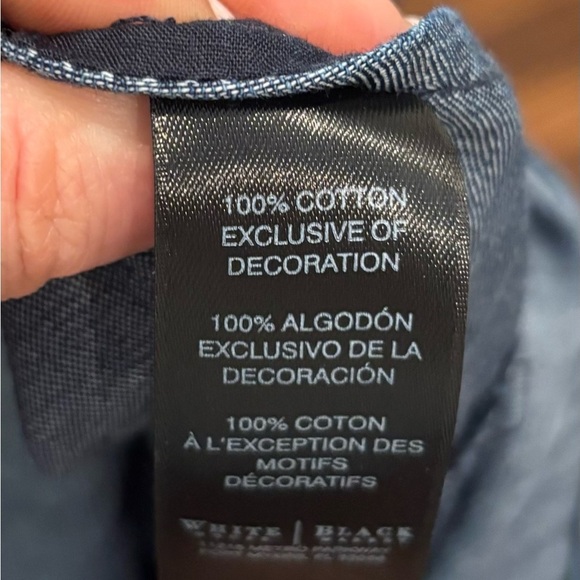 100% COTTON
EXCLUSIVE OF
DECORATION
100% ALGODÓN
EXCLUSIVO DE LA
DECORACIÓN
100% COTON
À L'EXCEPTION DES
MOTIFS
DÉCORATIFS
WHITE | BLACK